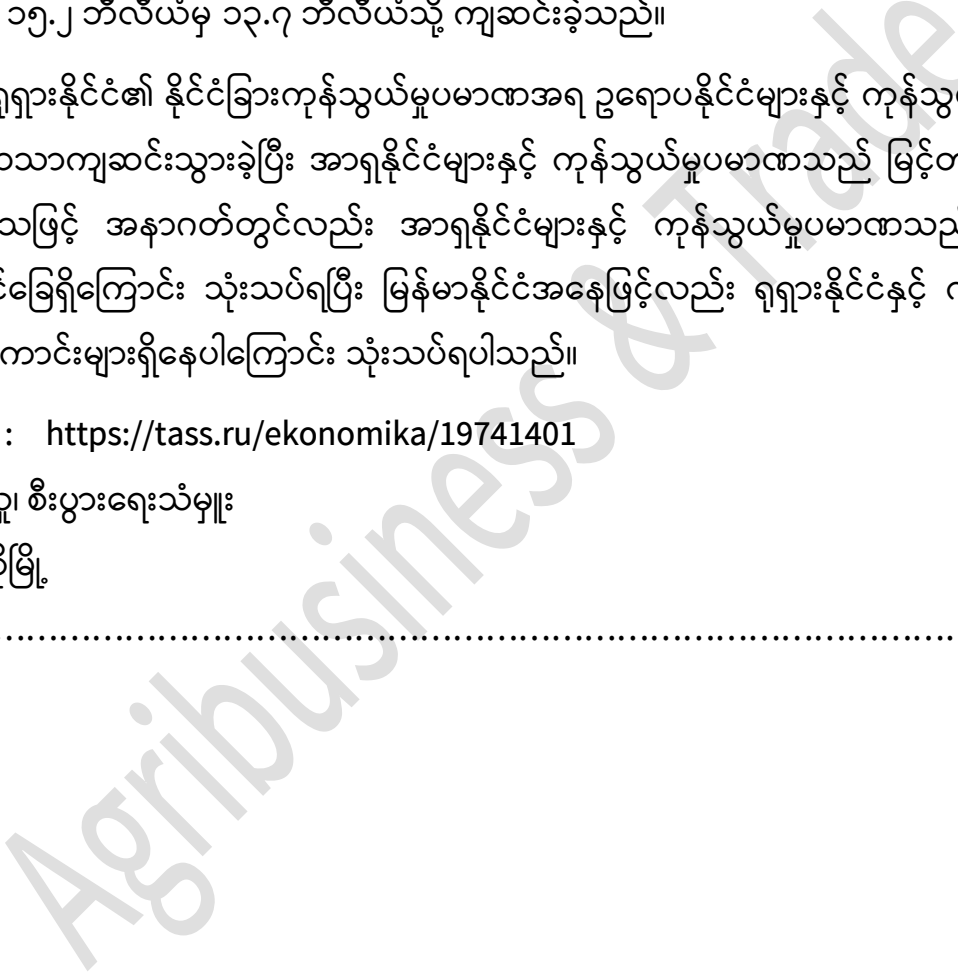 ၁၅.၂ ဘီလီယံမှ ၁၃.၇ ဘီလီယံသို့ ကျဆင်းခဲ့သည်။
ရုရှားနိုင်ငံ၏ နိုင်ငံခြားကုန်သွယ်မှုပမာဏအရ ဥရောပနိုင်ငံများနှင့်
သာကျဆင်းသွားခဲ့ပြီး အာရှနိုင်ငံများနှင့် ကုန်သွယ်မှုပမာဏသည်
သဖြင့် အနာဂတ်တွင်လည်း အာရှနိုင်ငံများနှင့် ကုန်သွယ်မှုပမာဏသည်
ခြေရှိကြောင်း သုံးသပ်ရပြီး မြန်မာနိုင်ငံအနေဖြင့်လည်း ရုရှားနိုင်ငံနှင့်
ကောင်းများရှိနေပါကြောင်း သုံးသပ်ရပါသည်။
: https://tass.ru/ekonomika/19741401
စီးပွားရေးသံမှူး
မြို့
Agribusiness & Trade